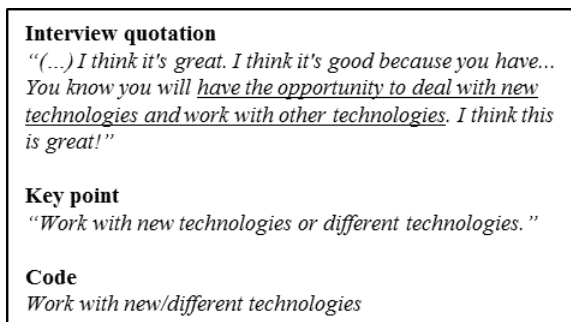 Interview quotation
“(...) I think it's great. I think it's good because you have...
You know you will have the opportunity to deal with new
technologies and work with other technologies. I think this
is great!”
Key point
“Work with new technologies or different technologies.”
Code
Work with new/different technologies